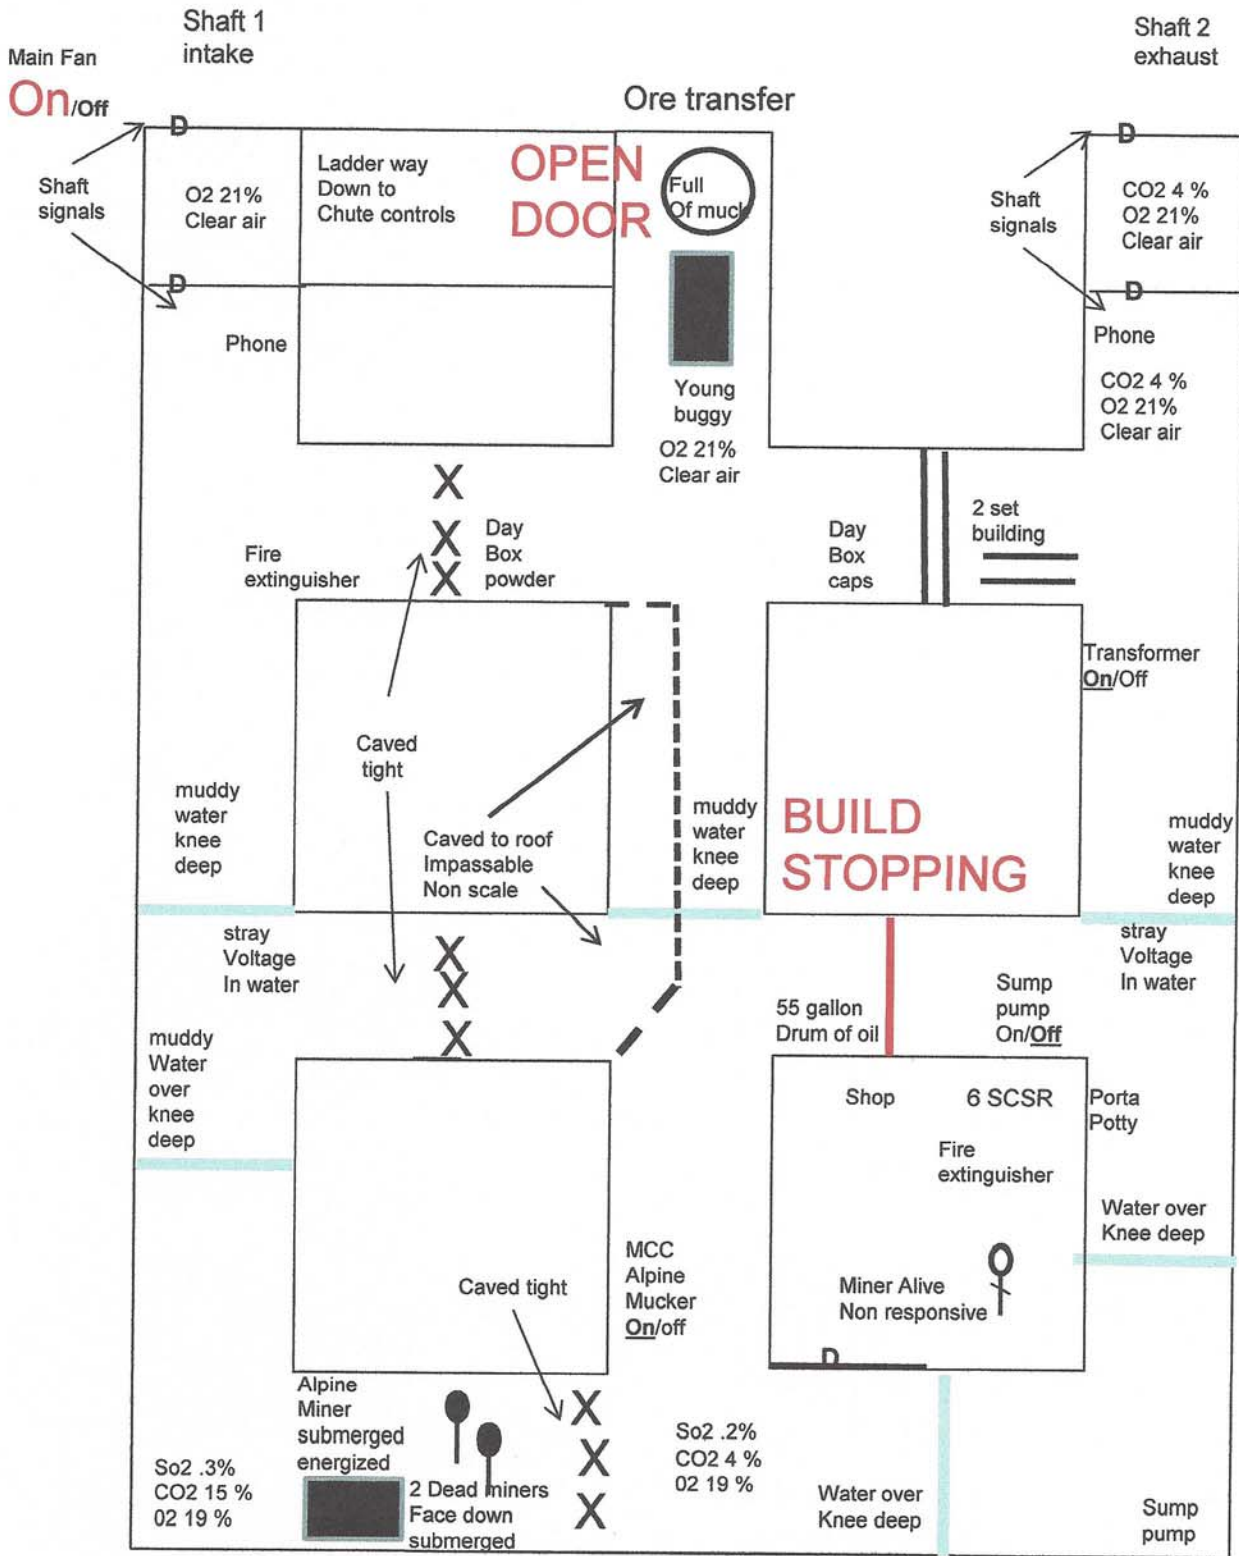 Shaft 1
intake
Shaft 2
exhaust
Main Fan
On/Off
Ore transfer
D
D
Shaft
signals
O2 21%
Clear air
Ladder way
Down to
Chute controls
OPEN
DOOR
Full
Of muck
Shaft
signals
CO2 4 %
O2 21%
Clear air
D
D
Phone
Young
buggy
O2 21%
Clear air
Phone
CO2 4 %
O2 21%
Clear air
X
X
X
Fire
extinguisher
Day
Box
powder
Day
Box
caps
2 set
building
Transformer
On/Off
Caved
tight
muddy
water
knee
deep
Caved to roof
Impassable
Non scale
muddy
water
knee
deep
BUILD
STOPPING
muddy
water
knee
deep
stray
Voltage
In water
X
X
X
stray
Voltage
In water
muddy
Water
over
knee
deep
55 gallon
Drum of oil
Sump
pump
On/Off
Shop
6 SCSR
Porta
Potty
Fire
extinguisher
Water over
Knee deep
MCC
Alpine
Mucker
On/off
Caved tight
Miner Alive
Non responsive
D
Alpine
Miner
submerged
energized
X
X
X
So2 .3%
CO2 15 %
02 19 %
2 Dead miners
Face down
submerged
So2 .2%
CO2 4 %
02 19 %
Water over
Knee deep
Sump
pump